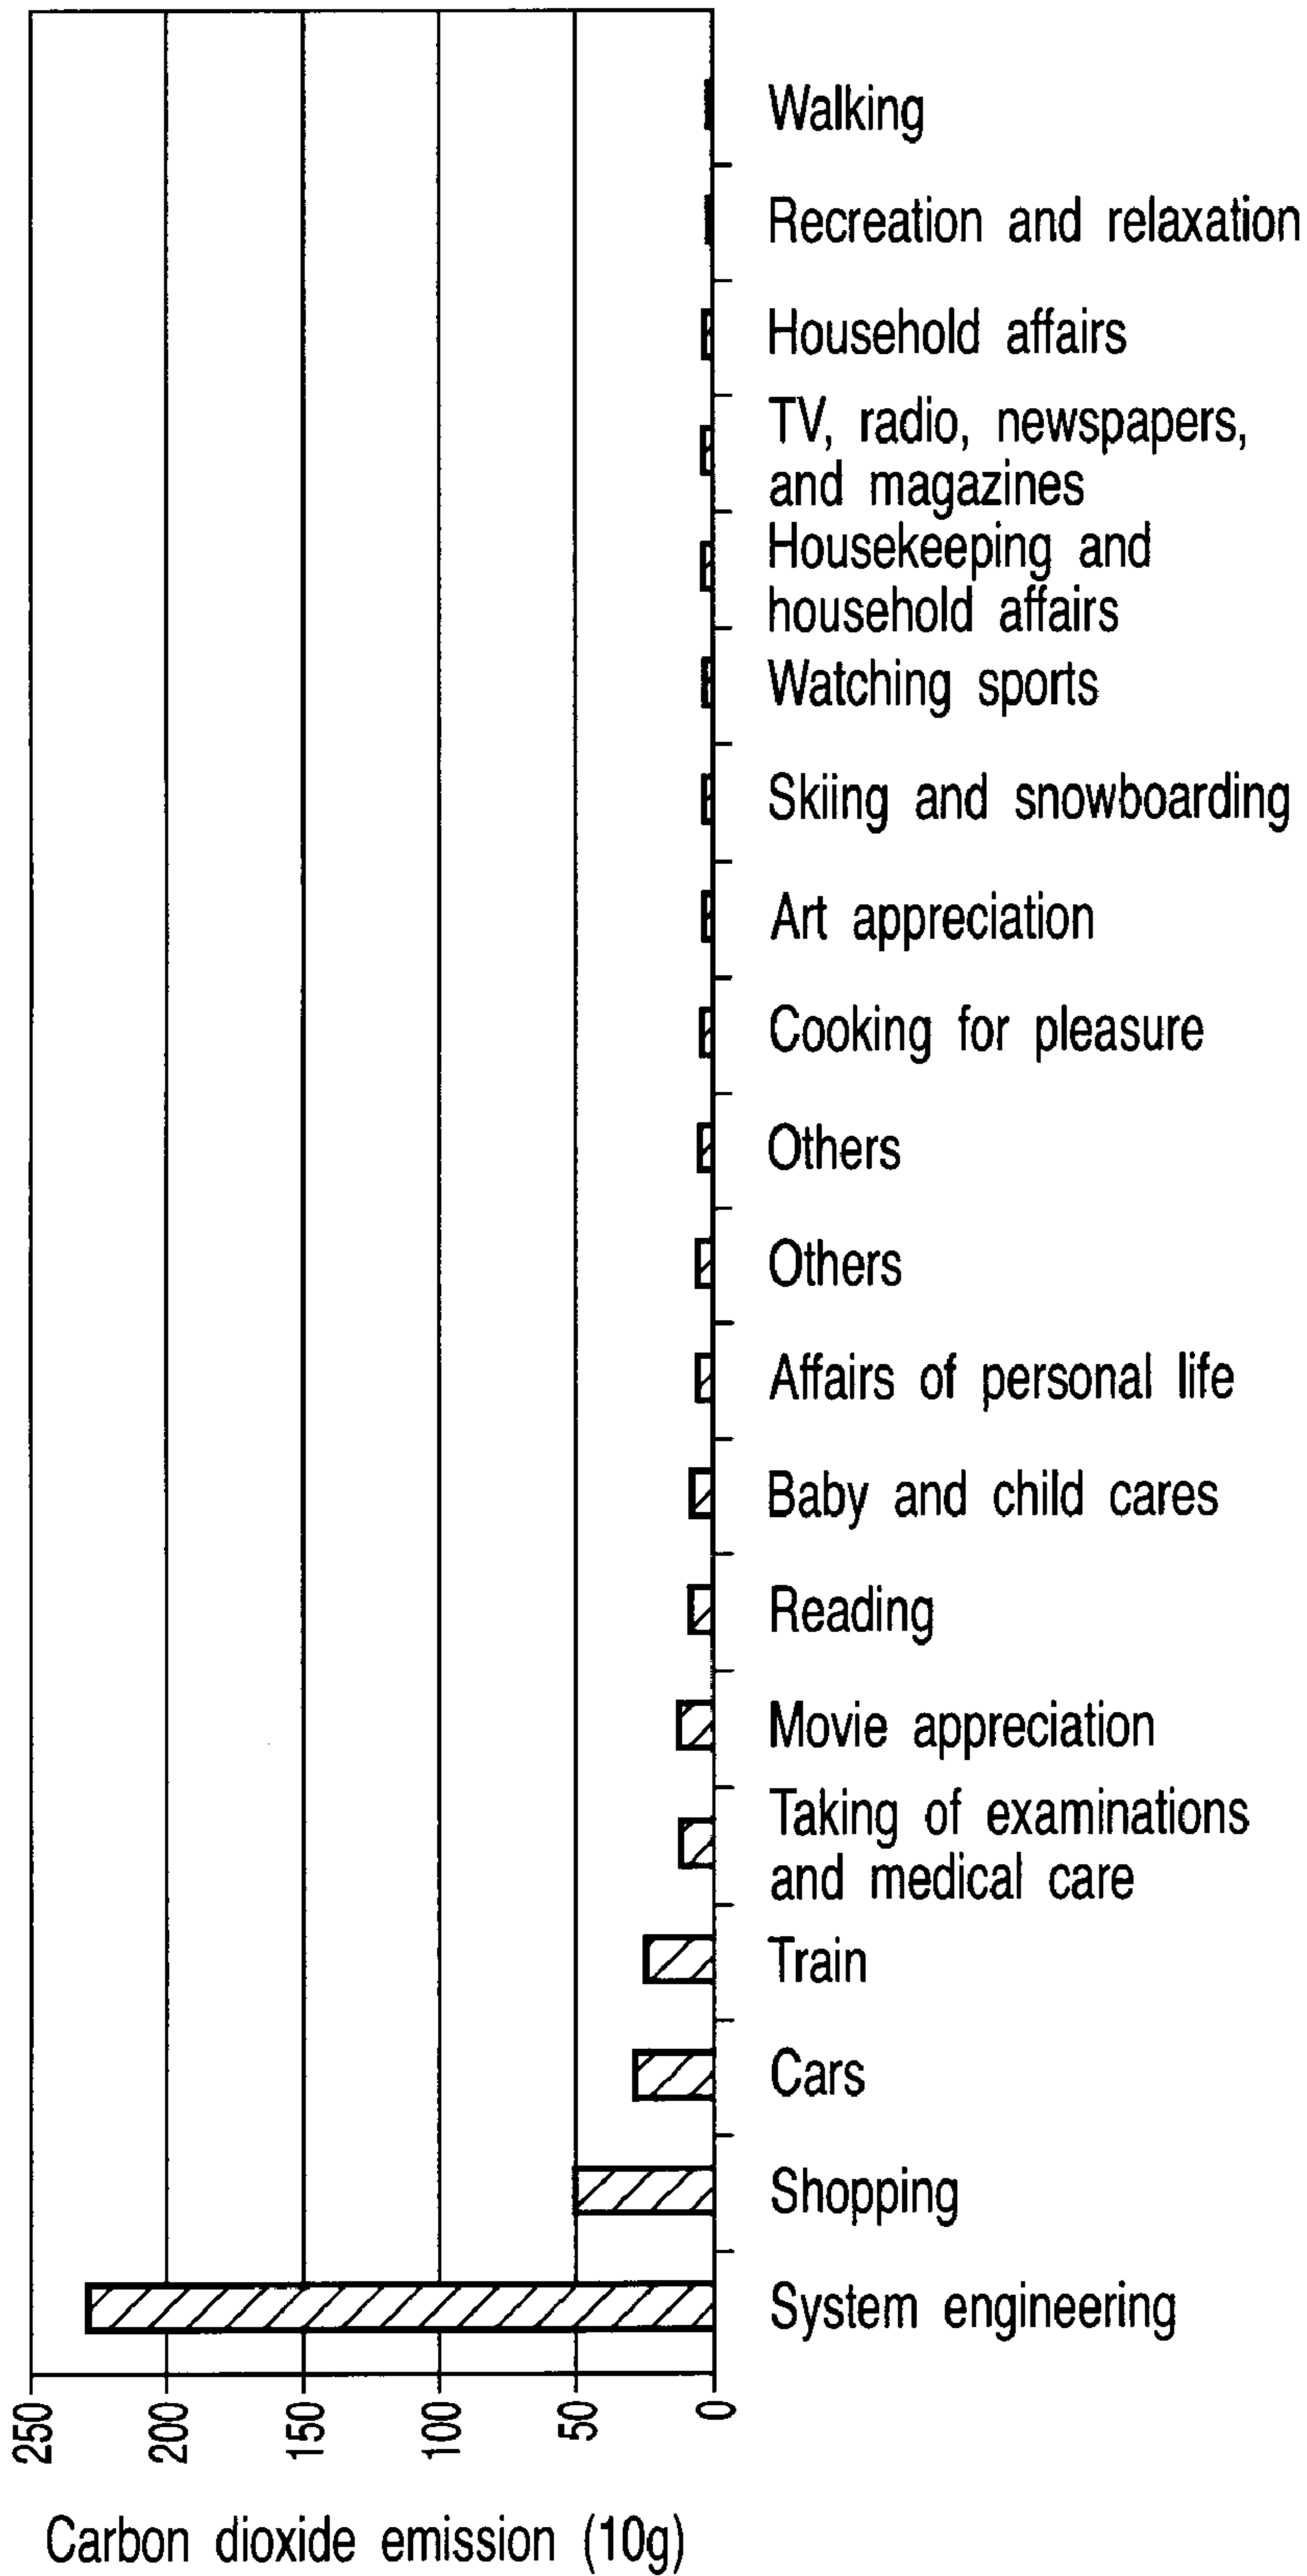 Walking
Recreation and relaxation
Household affairs
TV, radio, newspapers,
and magazines
Housekeeping and
household affairs
Watching sports
Skiing and snowboarding
Art appreciation
Cooking for pleasure
Others
Others
Affairs of personal life
Baby and child cares
Reading
Movie appreciation
Taking of examinations
and medical care
Train
Cars
Shopping
System engineering
250 200 150 100 50 0
Carbon dioxide emission (10g)